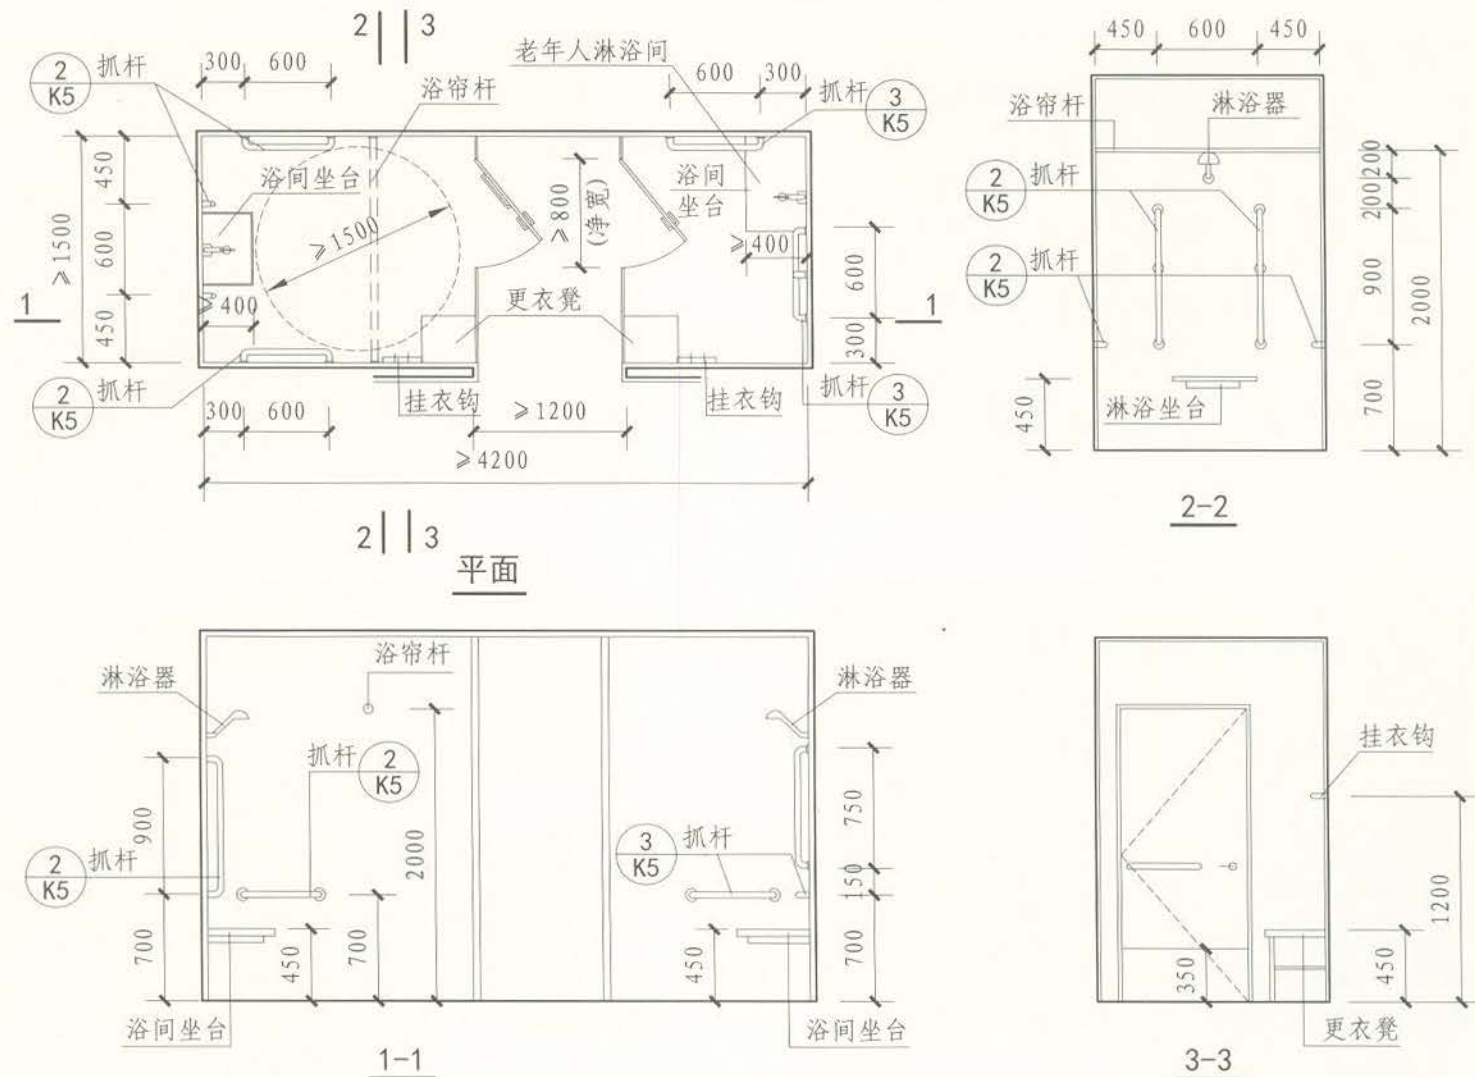 2 3
2
K5
抓杆
300 600
浴帘杆
老年人淋浴间
600 300
抓杆
3
K5
≥1500
450
600
450
浴间坐台
≥1500
≥800
(净宽)
浴间
坐台
≥400
≥400
600
300
1 1
更衣凳
2
K5
抓杆
300 600
挂衣钩
≥1200
挂衣钩
抓杆
3
K5
≥4200
2 3
平面
450 600 450
浴帘杆
淋浴器
2
K5
抓杆
2
K5
抓杆
200
200
900
700
2000
450
淋浴坐台
2-2
淋浴器
浴帘杆
淋浴器
抓杆
2
K5
900
2
K5
抓杆
700
450
700
2000
3
K5
抓杆
750
150
700
450
浴间坐台
浴间坐台
1-1
挂衣钩
1200
450
350
更衣凳
3-3